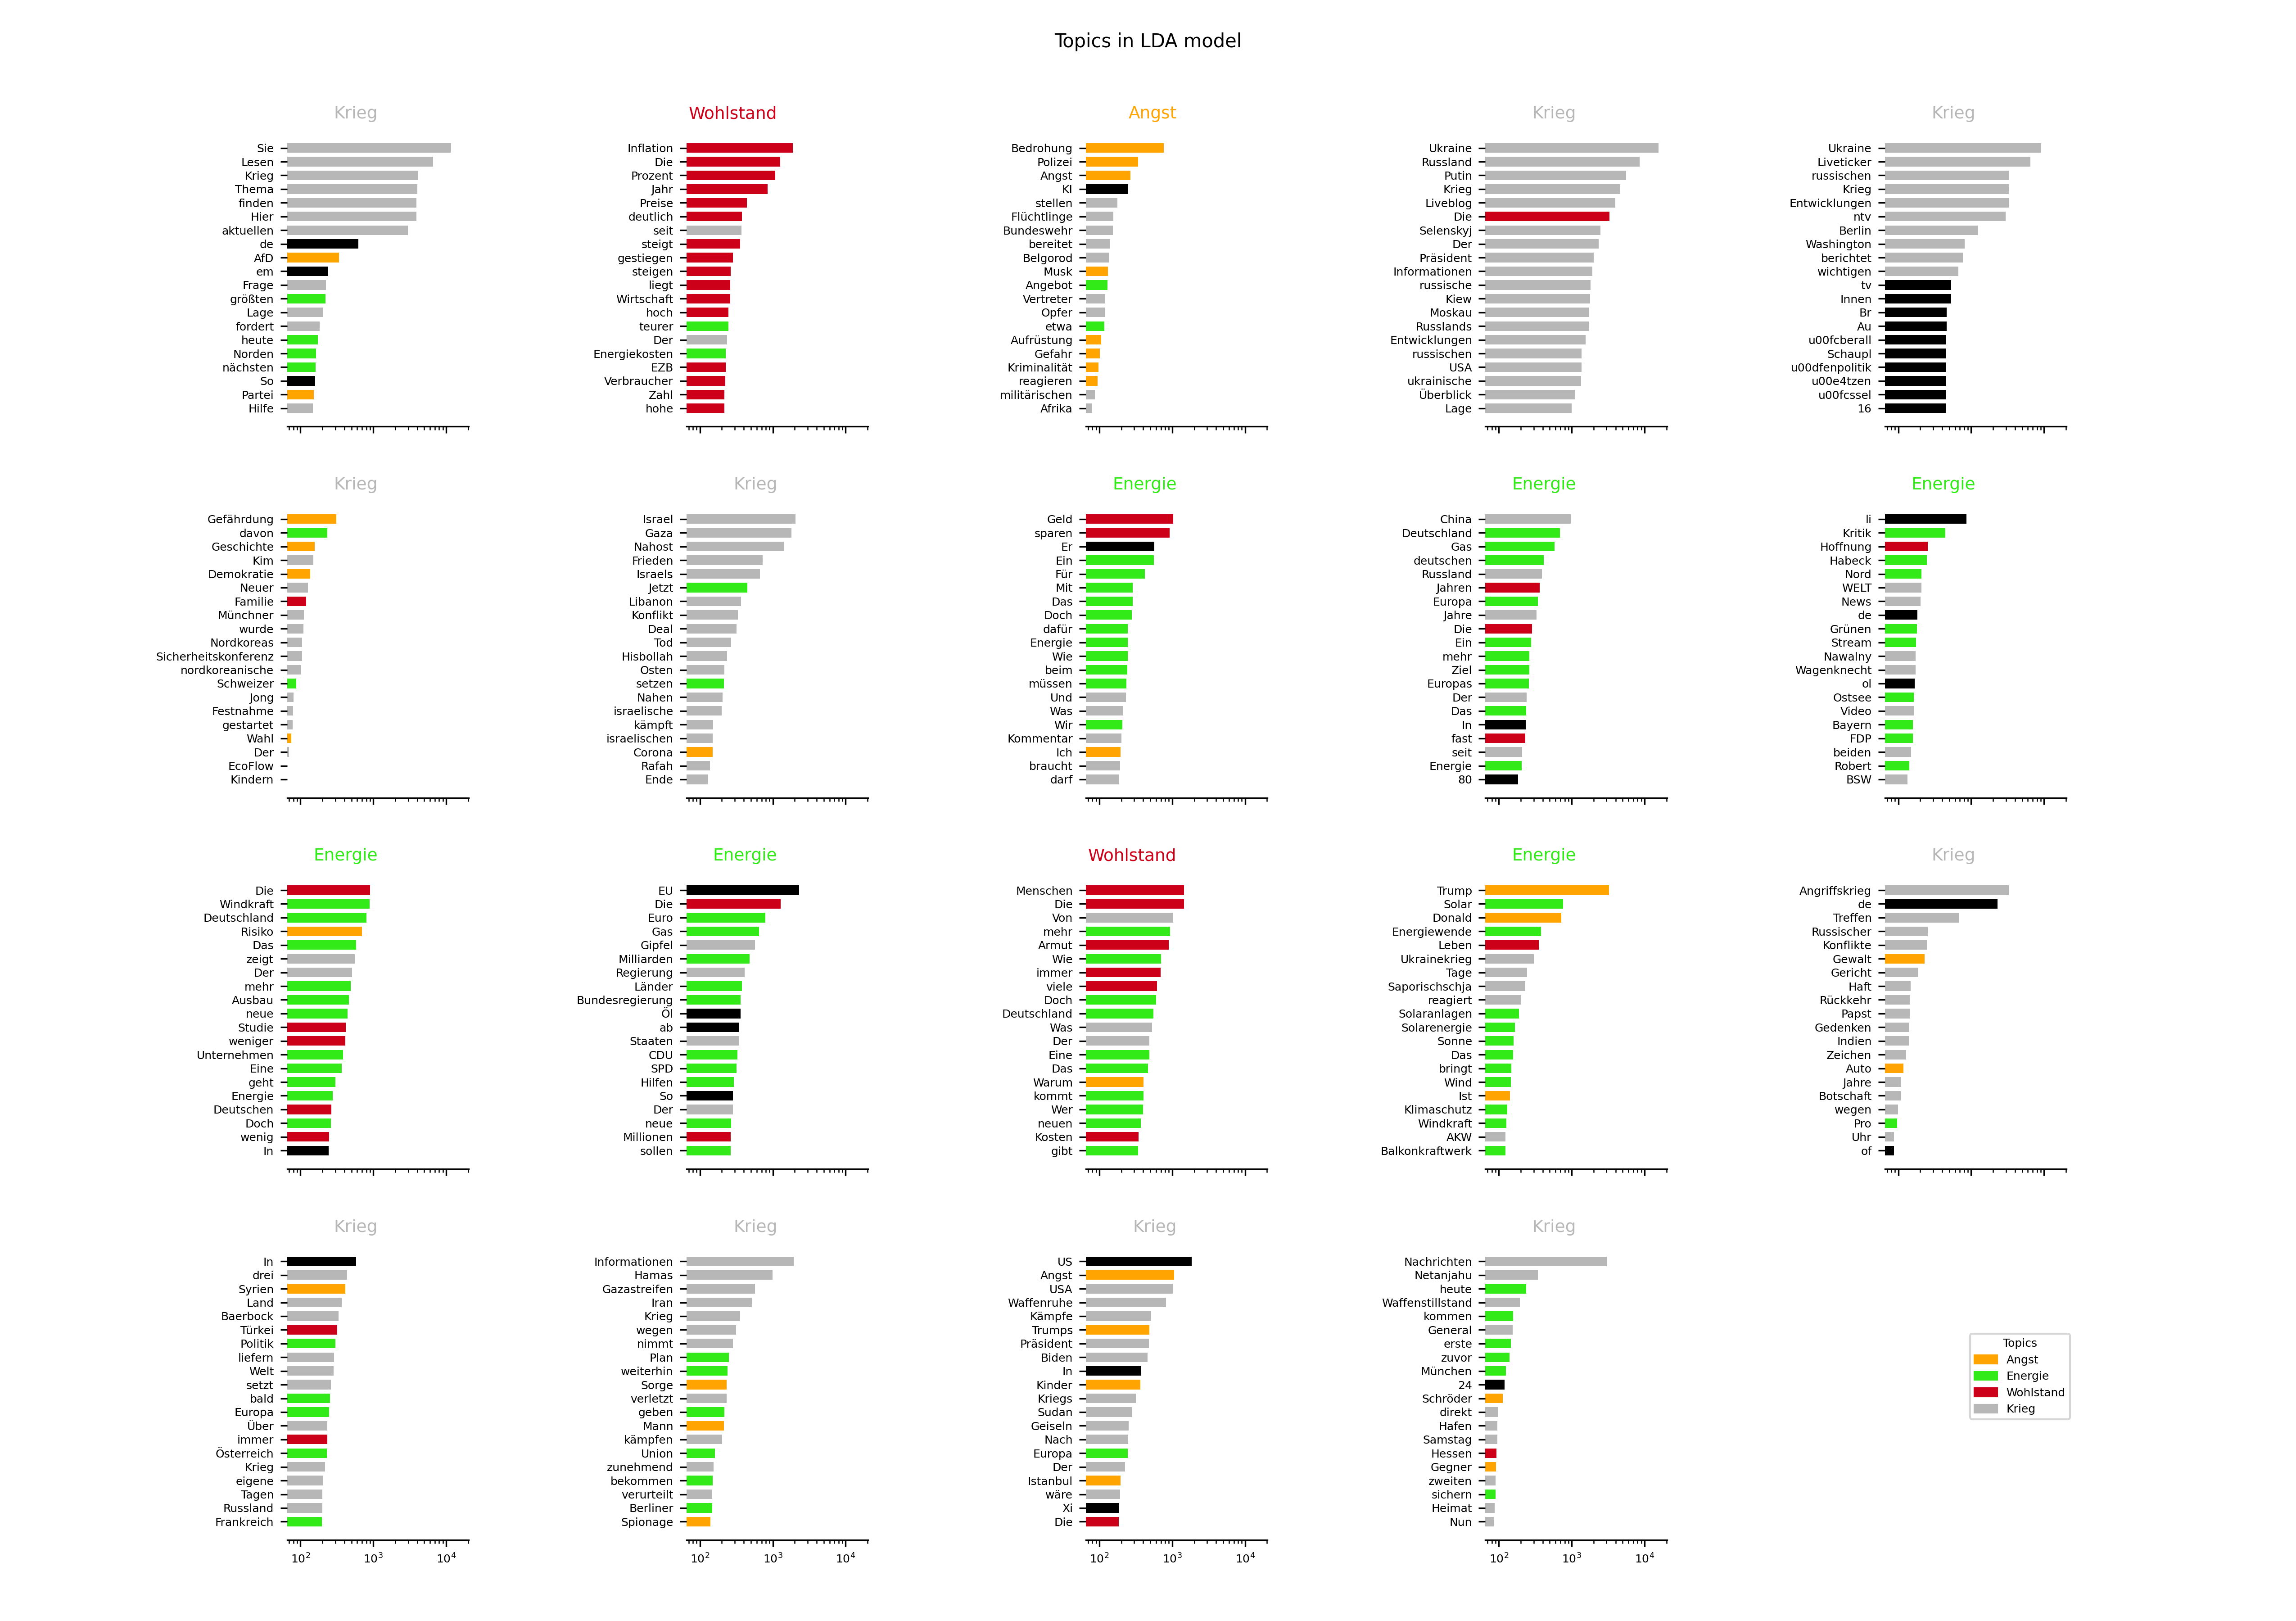 Topics in LDA model
Krieg
Sie
Lesen
Krieg
Thema
finden
Hier
aktuellen
de
AfD
em
Frage
größten
Lage
fordert
heute
Norden
nächsten
So
Partei
Hilfe
Wohlstand
Inflation
Die
Prozent
Jahr
Preise
deutlich
seit
steigt
gestiegen
steigen
liegt
Wirtschaft
hoch
teurer
Der
Energiekosten
EZB
Verbraucher
Zahl
hohe
Angst
Bedrohung
Polizei
Angst
KI
stellen
Flüchtlinge
Bundeswehr
bereitet
Belgorod
Musk
Angebot
Vertreter
Opfer
etwa
Aufrüstung
Gefahr
Kriminalität
reagieren
militärischen
Afrika
Krieg
Ukraine
Russland
Putin
Krieg
Liveblog
Die
Selenskyj
Der
Präsident
Informationen
russische
Kiew
Moskau
Russlands
Entwicklungen
russischen
USA
ukrainische
Überblick
Lage
Krieg
Ukraine
Liveticker
russischen
Krieg
Entwicklungen
ntv
Berlin
Washington
berichtet
wichtigen
tv
Innen
Br
Au
u00fcberall
Schaupl
u00dfenpolitik
u00e4tzen
u00fcssel
16
Krieg
Gefährdung
davon
Geschichte
Kim
Demokratie
Neuer
Familie
Münchner
wurde
Nordkoreas
Sicherheitskonferenz
nordkoreanische
Schweizer
Jong
Festnahme
gestartet
Wahl
Der
EcoFlow
Kindern
Krieg
Israel
Gaza
Nahost
Frieden
Israels
Jetzt
Libanon
Konflikt
Deal
Tod
Hisbollah
Osten
setzen
Nahen
israelische
kämpft
israelischen
Corona
Rafah
Ende
Energie
Geld
sparen
Er
Ein
Für
Mit
Das
Doch
dafür
Energie
Wie
beim
müssen
Und
Was
Wir
Kommentar
Ich
braucht
darf
Energie
China
Deutschland
Gas
deutschen
Russland
Jahren
Europa
Jahre
Die
Ein
mehr
Ziel
Europas
Der
Das
In
fast
seit
Energie
80
Energie
li
Kritik
Hoffnung
Habeck
Nord
WELT
News
de
Grünen
Stream
Nawalny
Wagenknecht
ol
Ostsee
Video
Bayern
FDP
beiden
Robert
BSW
Energie
Die
Windkraft
Deutschland
Risiko
Das
zeigt
Der
mehr
Ausbau
neue
Studie
weniger
Unternehmen
Eine
geht
Energie
Deutschen
Doch
wenig
In
Energie
EU
Die
Euro
Gas
Gipfel
Milliarden
Regierung
Länder
Bundesregierung
Öl
ab
Staaten
CDU
SPD
Hilfen
So
Der
neue
Millionen
sollen
Wohlstand
Menschen
Die
Von
mehr
Armut
Wie
immer
viele
Doch
Deutschland
Was
Der
Eine
Das
Warum
kommt
Wer
neuen
Kosten
gibt
Energie
Trump
Solar
Donald
Energiewende
Leben
Ukrainekrieg
Tage
Saporischschja
reagiert
Solaranlagen
Solarenergie
Sonne
Das
bringt
Wind
Ist
Klimaschutz
Windkraft
AKW
Balkonkraftwerk
Krieg
Angriffskrieg
de
Treffen
Russischer
Konflikte
Gewalt
Gericht
Haft
Rückkehr
Papst
Gedenken
Indien
Zeichen
Auto
Jahre
Botschaft
wegen
Pro
Uhr
of
Krieg
In
drei
Syrien
Land
Baerbock
Türkei
Politik
liefern
Welt
setzt
bald
Europa
Über
immer
Österreich
Krieg
eigene
Tagen
Russland
Frankreich
10² 10³ 10⁴
Krieg
Informationen
Hamas
Gazastreifen
Iran
Krieg
wegen
nimmt
Plan
weiterhin
Sorge
verletzt
geben
Mann
kämpfen
Union
zunehmend
bekommen
verurteilt
Berliner
Spionage
10² 10³ 10⁴
Krieg
US
Angst
USA
Waffenruhe
Kämpfe
Trumps
Präsident
Biden
In
Kinder
Kriegs
Sudan
Geiseln
Nach
Europa
Der
Istanbul
wäre
Xi
Die
10² 10³ 10⁴
Krieg
Nachrichten
Netanjahu
heute
Waffenstillstand
kommen
General
erste
zuvor
München
24
Schröder
direkt
Hafen
Samstag
Hessen
Gegner
zweiten
sichern
Heimat
Nun
10² 10³ 10⁴
Topics
Angst
Energie
Wohlstand
Krieg